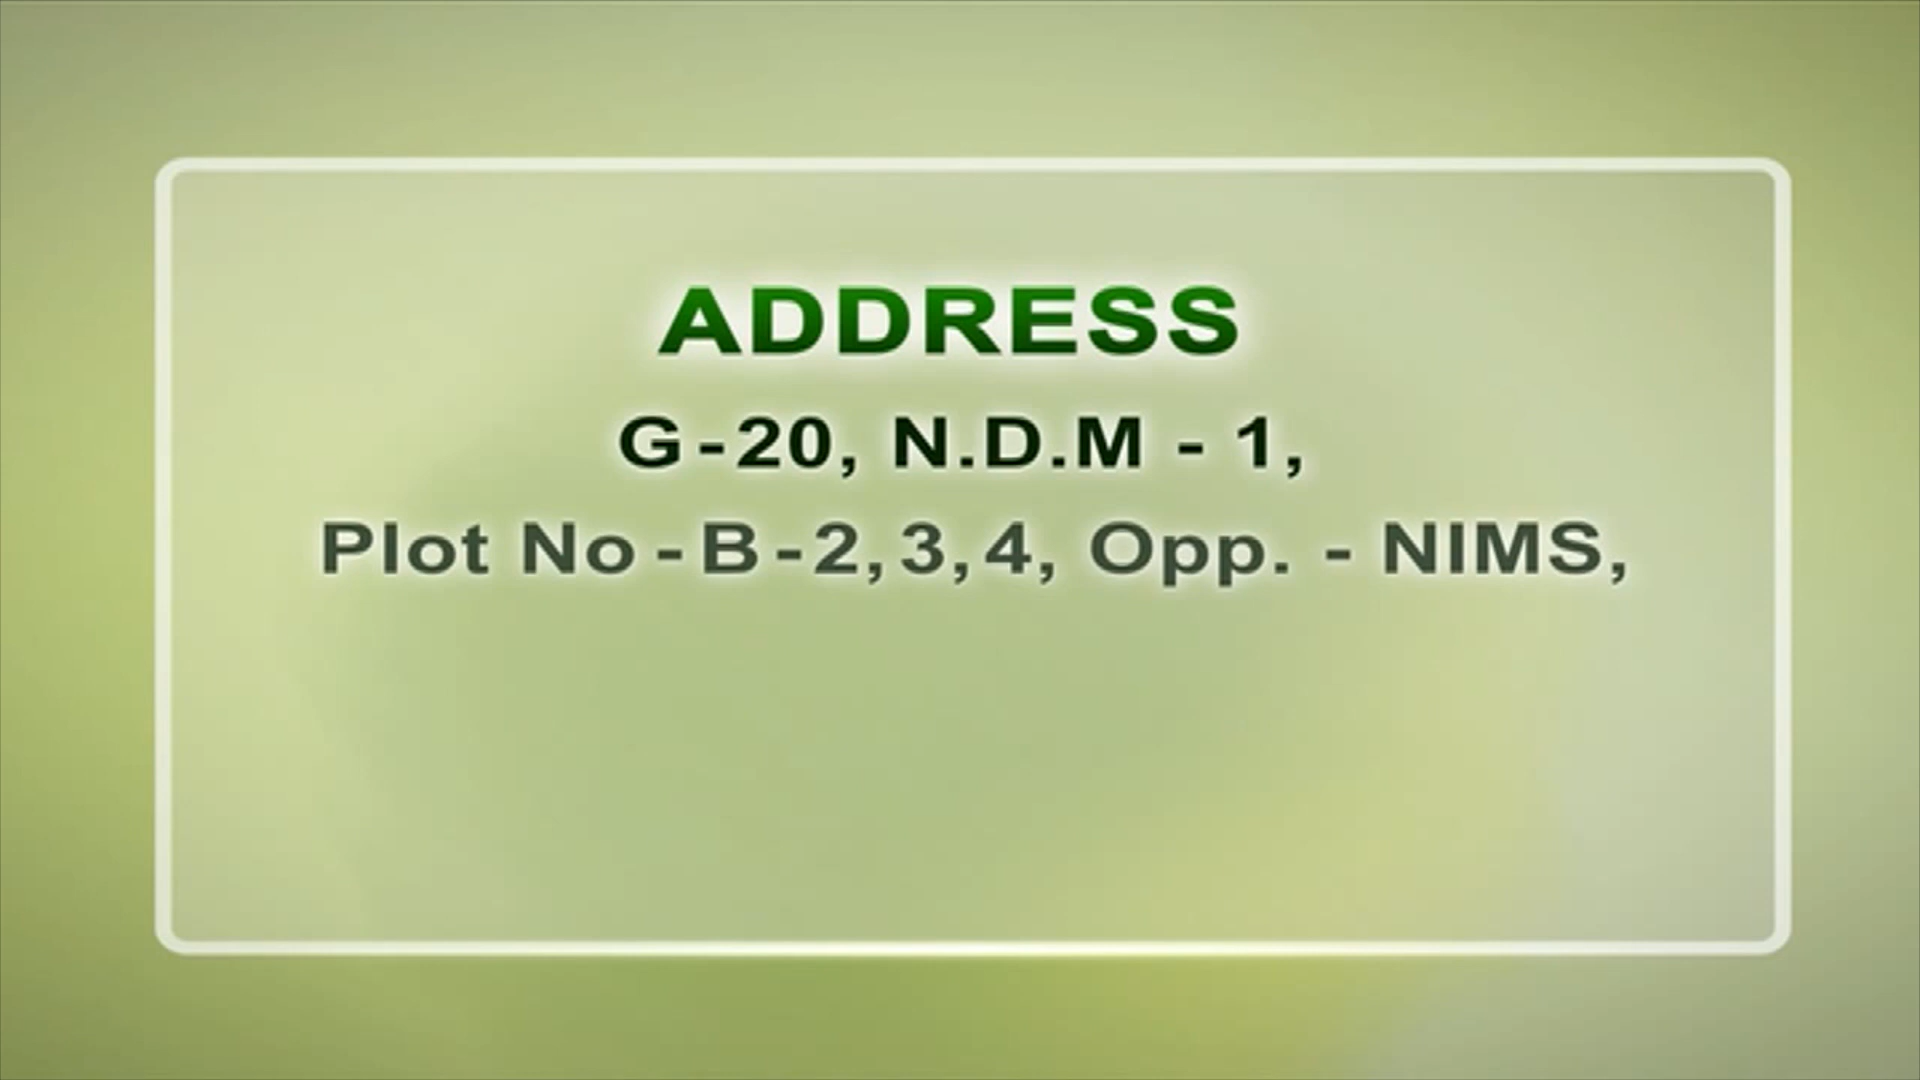 ADDRESS
G-20, N.D.M - 1,
Plot No-B-2,3,4, Opp. - NIMS,